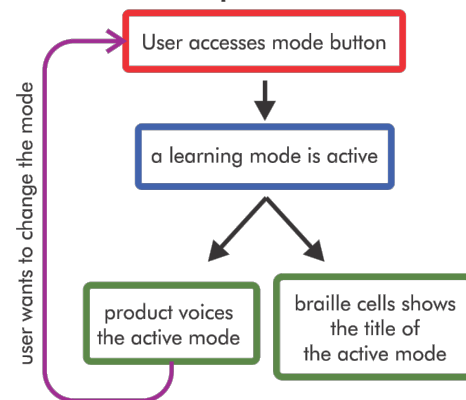 User accesses mode button
a learning mode is active
user wants to change the mode
product voices
the active mode
braille cells shows
the title of
the active mode